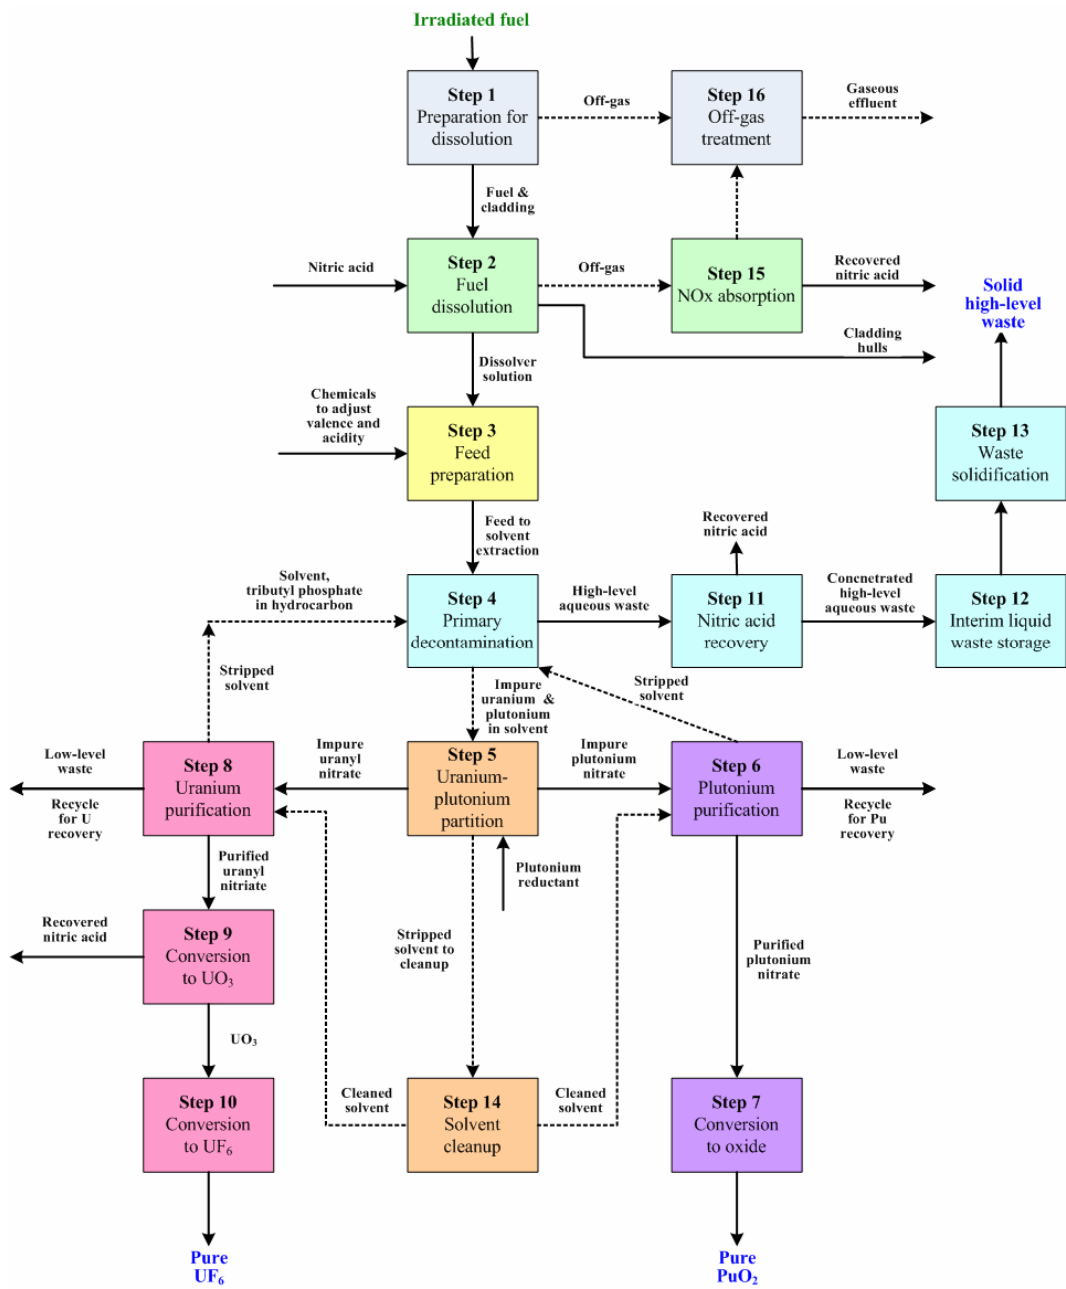 Irradiated fuel
Step 1
Preparation for
dissolution
Off-gas
Step 16
Off-gas
treatment
Gaseous
effluent
Fuel &
cladding
Nitric acid
Step 2
Fuel
dissolution
Off-gas
Step 15
NOx absorption
Recovered
nitric acid
Solid
high-level
waste
Cladding
hulls
Dissolver
solution
Chemicals
to adjust
valence and
acidity
Step 3
Feed
preparation
Step 13
Waste
solidification
Feed to
solvent
extraction
Recovered
nitric acid
Solvent,
tributyl phosphate
in hydrocarbon
Step 4
Primary
decontamination
High-level
aqueous waste
Step 11
Nitric acid
recovery
Concnetrated
high-level
aqueous waste
Step 12
Interim liquid
waste storage
Stripped
solvent
Impure
uranium &
plutonium
in solvent
Stripped
solvent
Low-level
waste
Recycle
for U
recovery
Step 8
Uranium
purification
Impure
uranyl
nitrate
Step 5
Uranium-
plutonium
partition
Impure
plutonium
nitrate
Step 6
Plutonium
purification
Low-level
waste
Recycle
for Pu
recovery
Purified
uranyl
nitriate
Plutonium
reductant
Recovered
nitric acid
Step 9
Conversion
to UO₃
Stripped
solvent to
cleanup
Purified
plutonium
nitrate
UO₃
Step 10
Conversion
to UF₆
Cleaned
solvent
Step 14
Solvent
cleanup
Cleaned
solvent
Step 7
Conversion
to oxide
Pure
UF₆
Pure
PuO₂